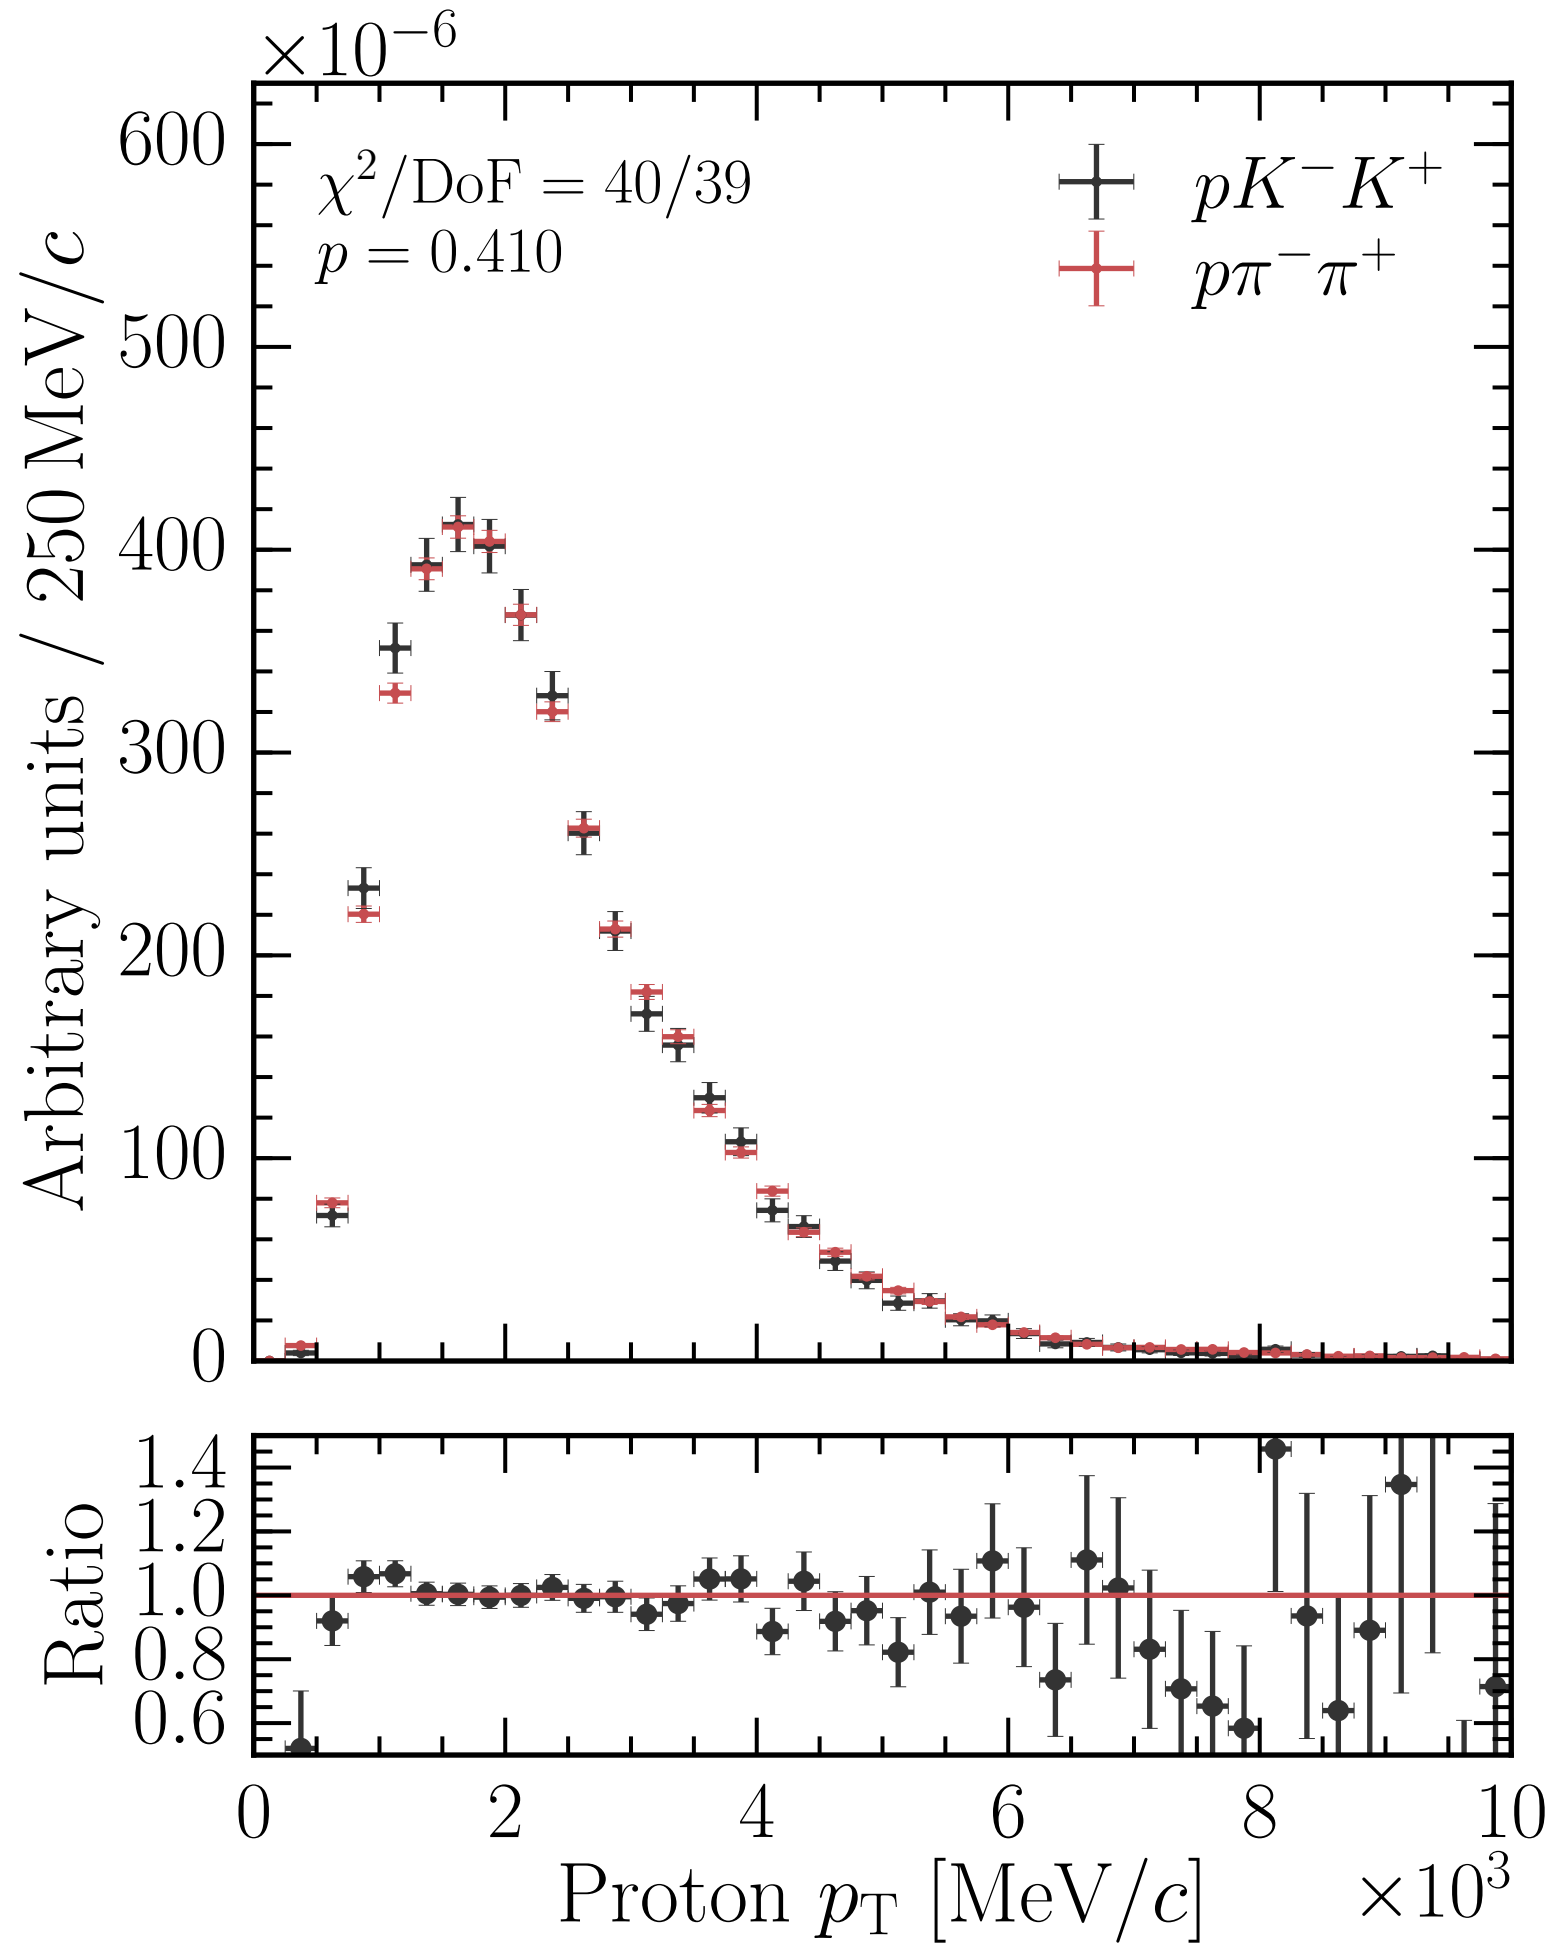 ×10⁻⁶
χ²/DoF = 40/39
p = 0.410
pK⁻K⁺
pπ⁻π⁺
Arbitrary units / 250 MeV/c
600
500
400
300
200
100
0
Ratio
1.4
1.2
1.0
0.8
0.6
0 2 4 6 8 10
Proton p_T [MeV/c]
×10³